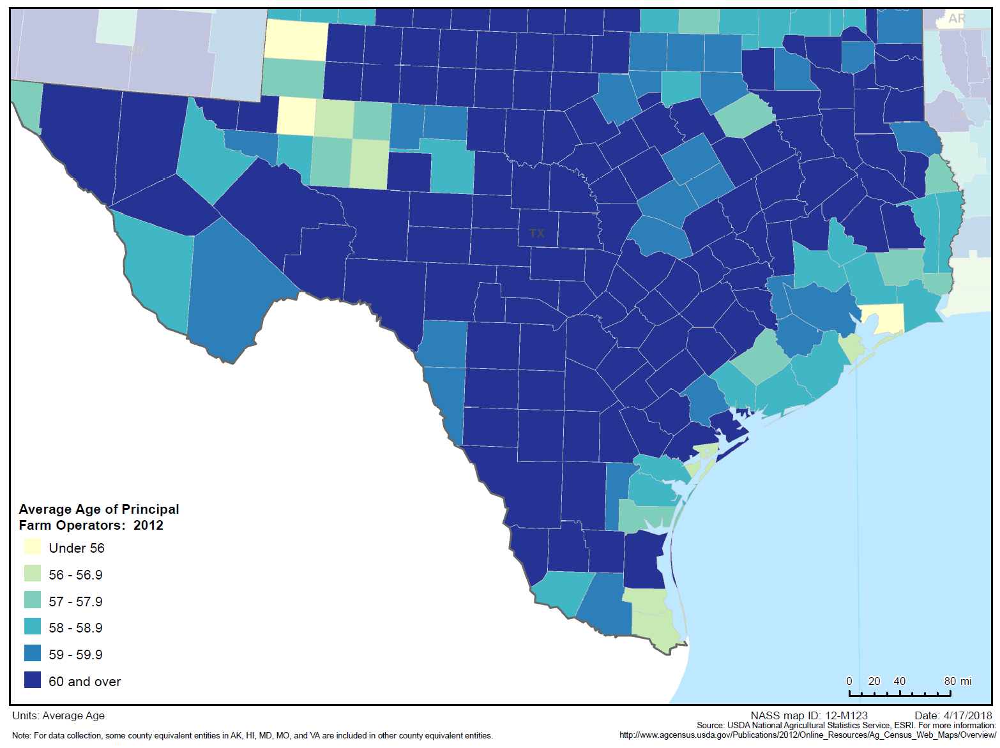 NM
AR
LA
TX
Average Age of Principal
Farm Operators: 2012
Under 56
56 - 56.9
57 - 57.9
58 - 58.9
59 - 59.9
60 and over
0 20 40 80 mi
Units: Average Age
NASS map ID: 12-M123 Date: 4/17/2018
Source: USDA National Agricultural Statistics Service, ESRI. For more information:
Note: For data collection, some county equivalent entities in AK, HI, MD, MO, and VA are included in other county equivalent entities.
http://www.agcensus.usda.gov/Publications/2012/Online_Resources/Ag_Census_Web_Maps/Overview/